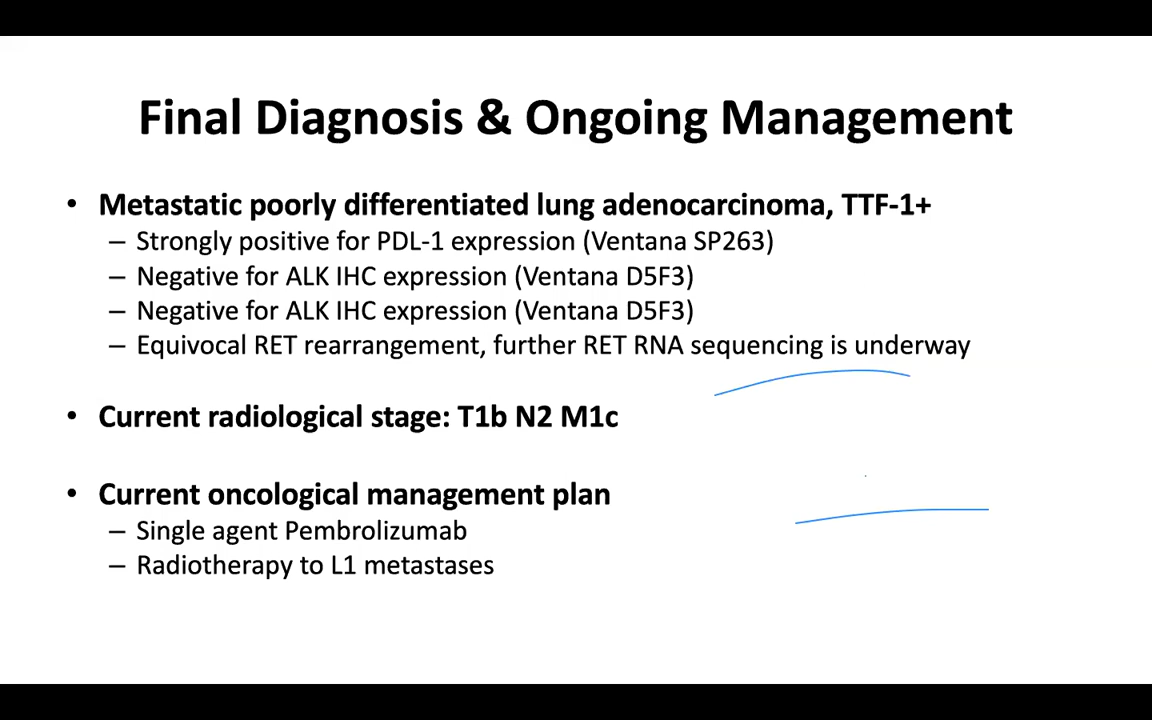 Final Diagnosis & Ongoing Management
• Metastatic poorly differentiated lung adenocarcinoma, TTF-1+
– Strongly positive for PDL-1 expression (Ventana SP263)
– Negative for ALK IHC expression (Ventana D5F3)
– Negative for ALK IHC expression (Ventana D5F3)
– Equivocal RET rearrangement, further RET RNA sequencing is underway
• Current radiological stage: T1b N2 M1c
• Current oncological management plan
– Single agent Pembrolizumab
– Radiotherapy to L1 metastases